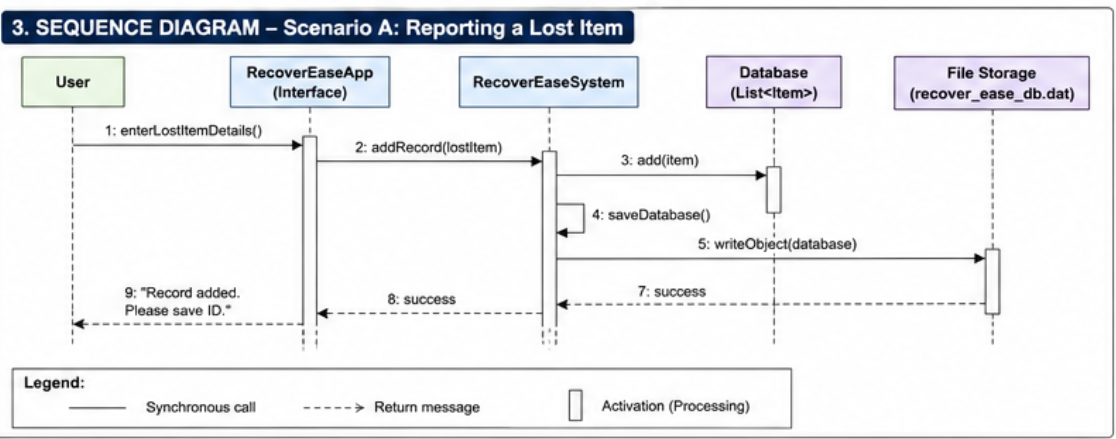 3. SEQUENCE DIAGRAM – Scenario A: Reporting a Lost Item
User
RecoverEaseApp
(Interface)
RecoverEaseSystem
Database
(List<Item>)
File Storage
(recover_ease_db.dat)
1: enterLostItemDetails()
2: addRecord(lostItem)
3: add(item)
4: saveDatabase()
5: writeObject(database)
7: success
8: success
9: "Record added.
Please save ID."
Legend:
Synchronous call
Return message
Activation (Processing)